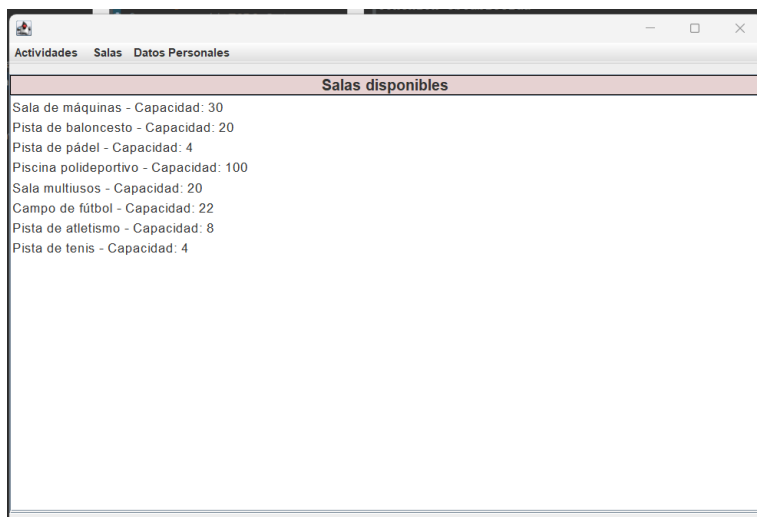 Actividades Salas Datos Personales
Salas disponibles
Sala de máquinas - Capacidad: 30
Pista de baloncesto - Capacidad: 20
Pista de pádel - Capacidad: 4
Piscina polideportivo - Capacidad: 100
Sala multiusos - Capacidad: 20
Campo de fútbol - Capacidad: 22
Pista de atletismo - Capacidad: 8
Pista de tenis - Capacidad: 4